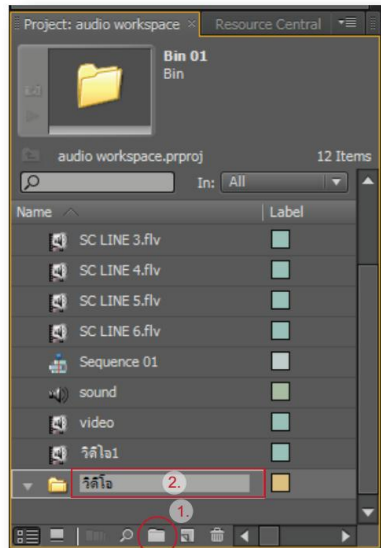 Project: audio workspace × Resource Central
Bin 01
Bin
audio workspace.prproj 12 Items
In: All
Name Label
SC LINE 3.flv
SC LINE 4.flv
SC LINE 5.flv
SC LINE 6.flv
Sequence 01
sound
video
วิดีโอ1
วิดีโอ 2.
1.